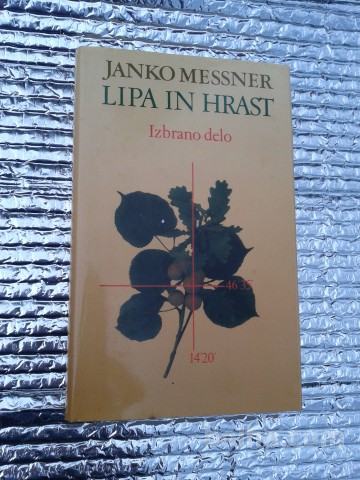 JANKO MESSNER
LIPA IN HRAST
Izbrano delo
46°35'
14°20'